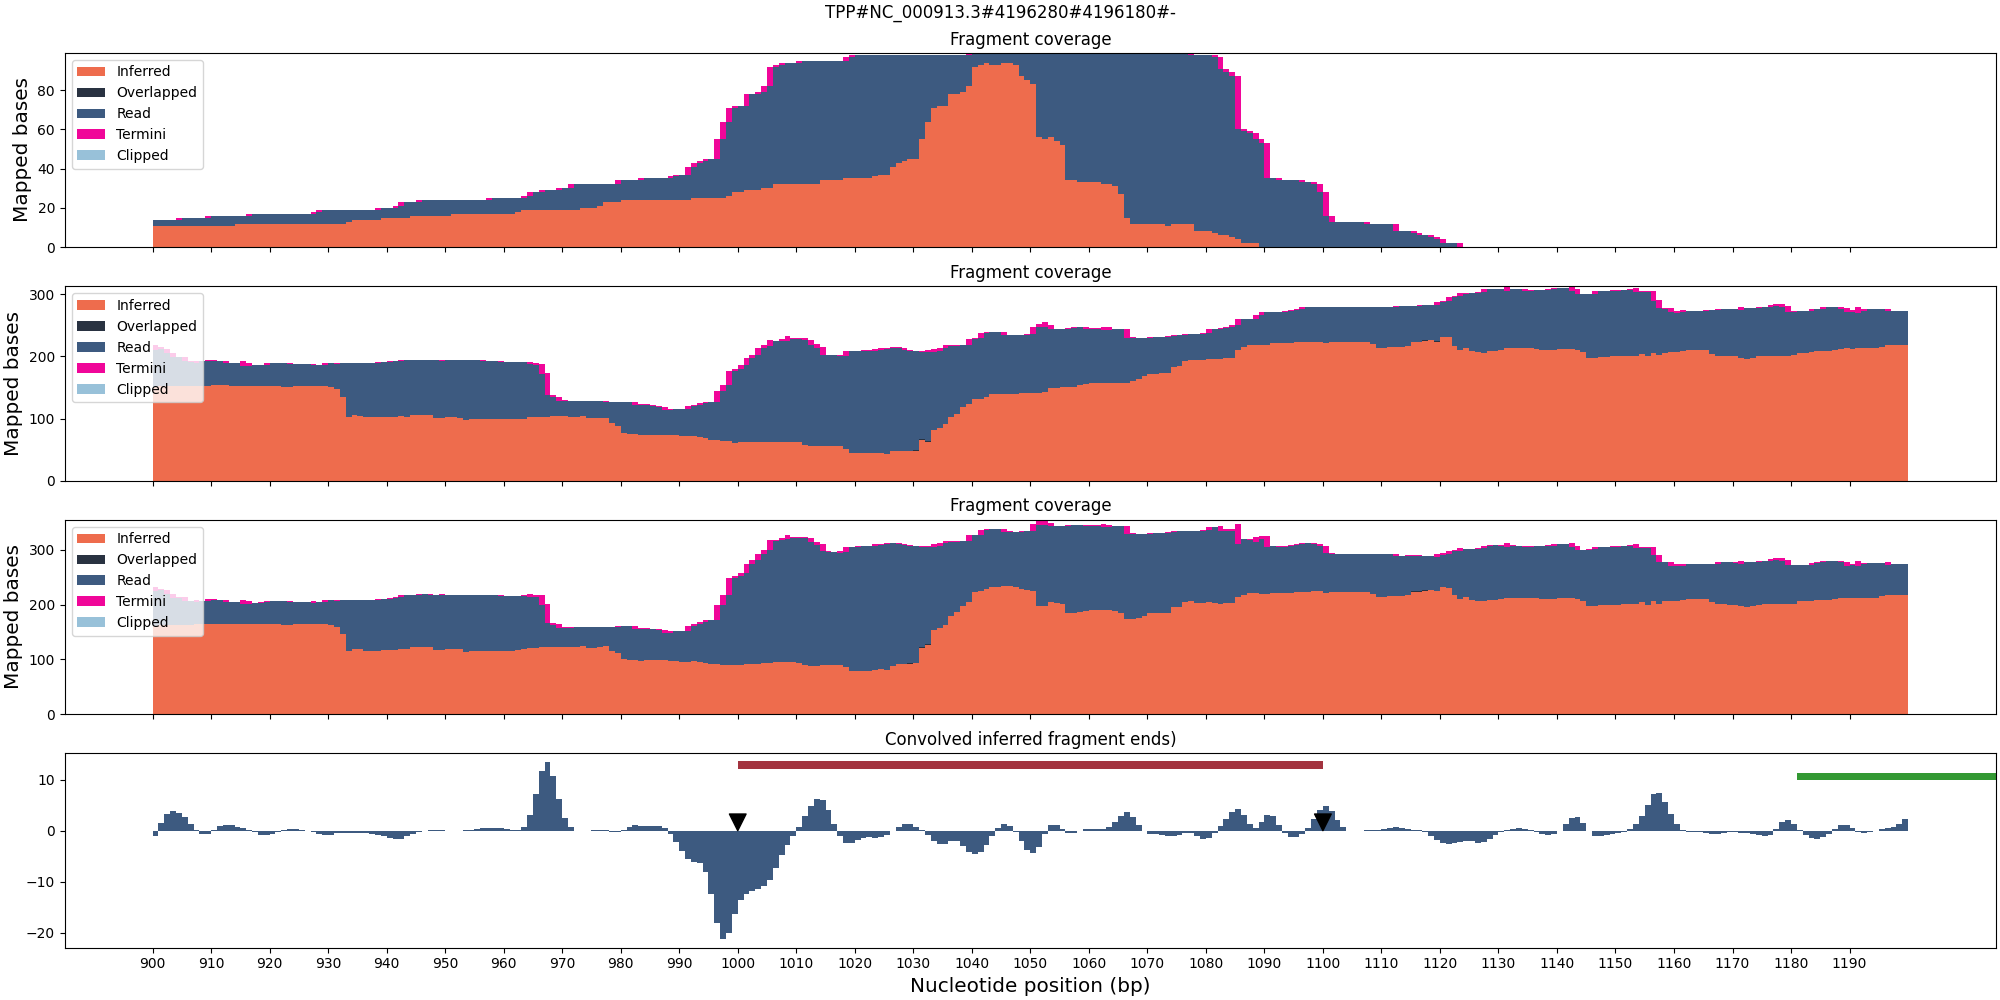 TPP#NC_000913.3#4196280#4196180#-
Fragment coverage
Mapped bases
80
60
40
20
0
Inferred
Overlapped
Read
Termini
Clipped
Fragment coverage
Mapped bases
300
200
100
0
Inferred
Overlapped
Read
Termini
Clipped
Fragment coverage
Mapped bases
300
200
100
0
Inferred
Overlapped
Read
Termini
Clipped
Convolved inferred fragment ends)
10
0
−10
−20
900 910 920 930 940 950 960 970 980 990 1000 1010 1020 1030 1040 1050 1060 1070 1080 1090 1100 1110 1120 1130 1140 1150 1160 1170 1180 1190
Nucleotide position (bp)